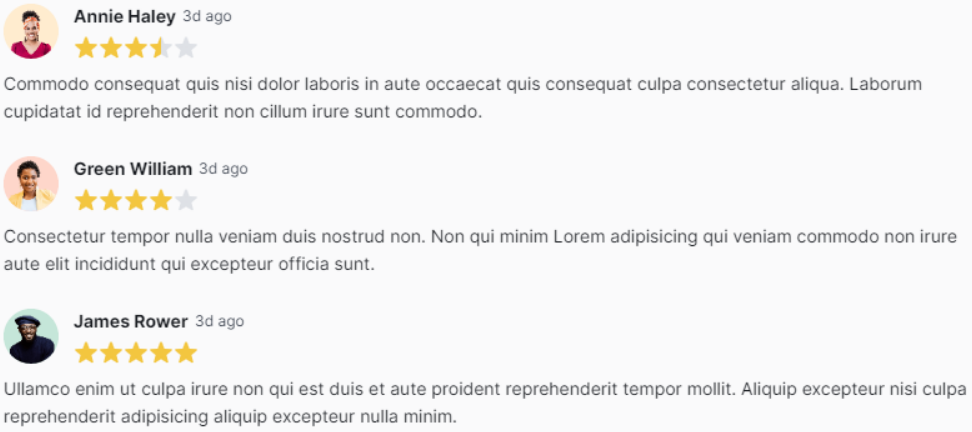 Annie Haley 3d ago
Commodo consequat quis nisi dolor laboris in aute occaecat quis consequat culpa consectetur aliqua. Laborum
cupidatat id reprehenderit non cillum irure sunt commodo.
Green William 3d ago
Consectetur tempor nulla veniam duis nostrud non. Non qui minim Lorem adipisicing qui veniam commodo non irure
aute elit incididunt qui excepteur officia sunt.
James Rower 3d ago
Ullamco enim ut culpa irure non qui est duis et aute proident reprehenderit tempor mollit. Aliquip excepteur nisi culpa
reprehenderit adipisicing aliquip excepteur nulla minim.